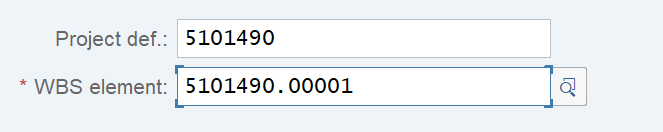 Project def.: 5101490
* WBS element: 5101490.00001